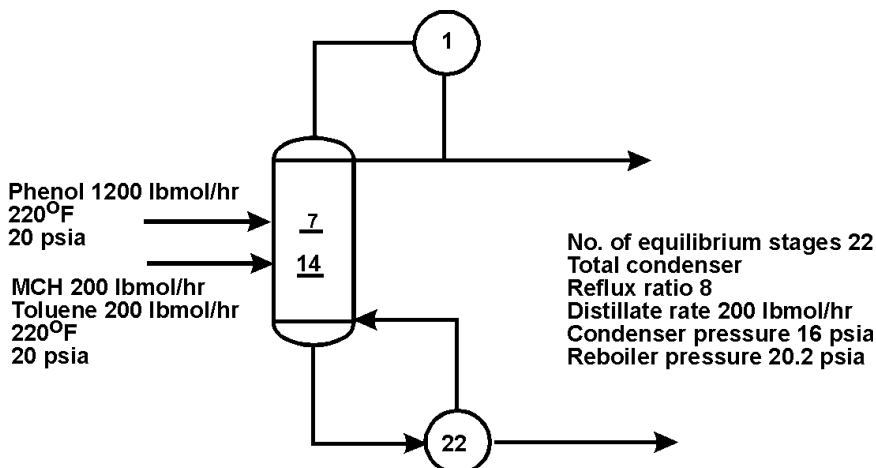 1
Phenol 1200 lbmol/hr
220°F
20 psia
7
14
MCH 200 lbmol/hr
Toluene 200 lbmol/hr
220°F
20 psia
No. of equilibrium stages 22
Total condenser
Reflux ratio 8
Distillate rate 200 lbmol/hr
Condenser pressure 16 psia
Reboiler pressure 20.2 psia
22